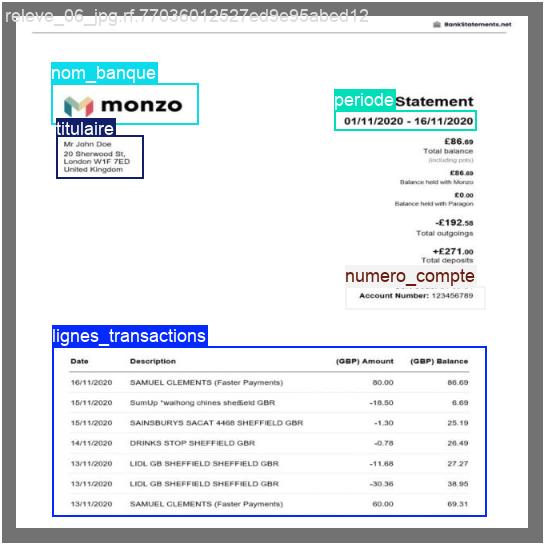 releve_06_jpg.rf.77036012527ed9e95abed12
BankStatements.net
nom_banque
monzo
periode
Statement
01/11/2020 - 16/11/2020
titulaire
Mr John Doe
20 Sherwood St,
London W1F 7ED
United Kingdom
£86.69
Total balance
(including pots)
£86.69
Balance held with Monzo
£0.00
Balance held with Paragon
-£192.58
Total outgoings
+£271.00
Total deposits
numero_compte
Account Number: 123456789
lignes_transactions
Date Description (GBP) Amount (GBP) Balance
16/11/2020 SAMUEL CLEMENTS (Faster Payments) 80.00 86.69
15/11/2020 SumUp *waihong chines sheffield GBR -18.50 6.69
15/11/2020 SAINSBURYS SACAT 4468 SHEFFIELD GBR -1.30 25.19
14/11/2020 DRINKS STOP SHEFFIELD GBR -0.78 26.49
13/11/2020 LIDL GB SHEFFIELD SHEFFIELD GBR -11.68 27.27
13/11/2020 LIDL GB SHEFFIELD SHEFFIELD GBR -30.36 38.95
13/11/2020 SAMUEL CLEMENTS (Faster Payments) 60.00 69.31